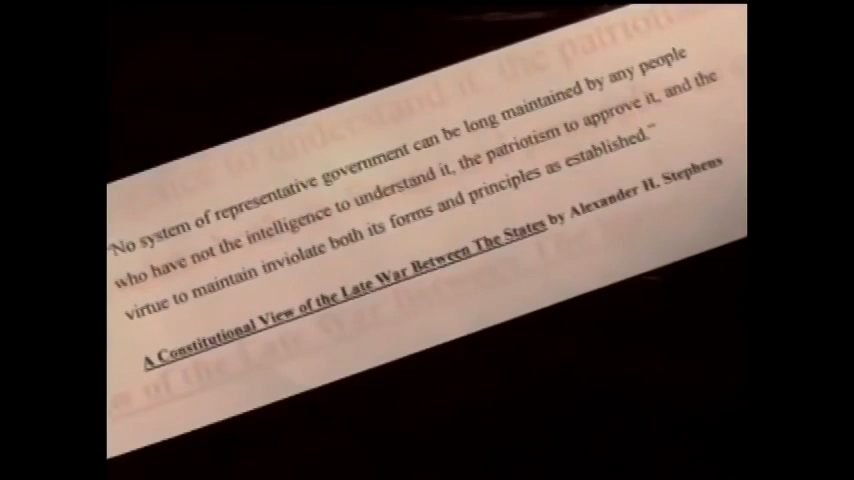 "No system of representative government can be long maintained by any people
who have not the intelligence to understand it, the patriotism to approve it, and the
virtue to maintain inviolate both its forms and principles as established."
A Constitutional View of the Late War Between The States by Alexander H. Stephens